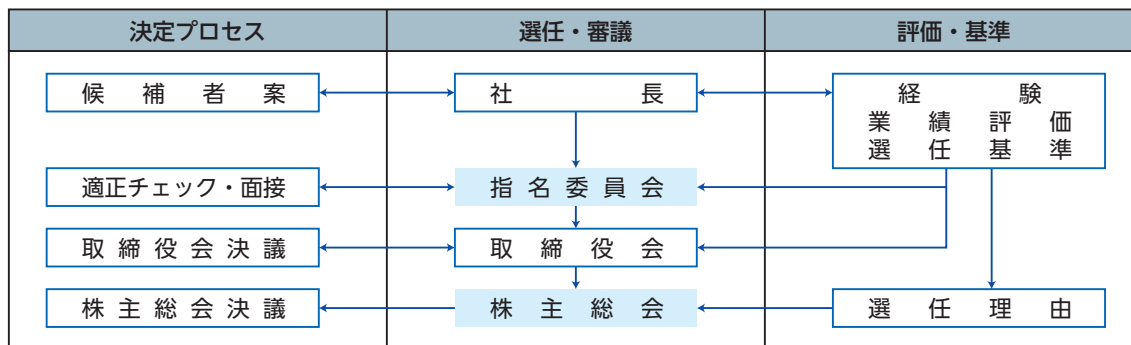 決定プロセス
選任・審議
評価・基準
候補者案
社長
経験
業績評価
選任基準
適正チェック・面接
指名委員会
取締役会決議
取締役会
株主総会決議
株主総会
選任理由